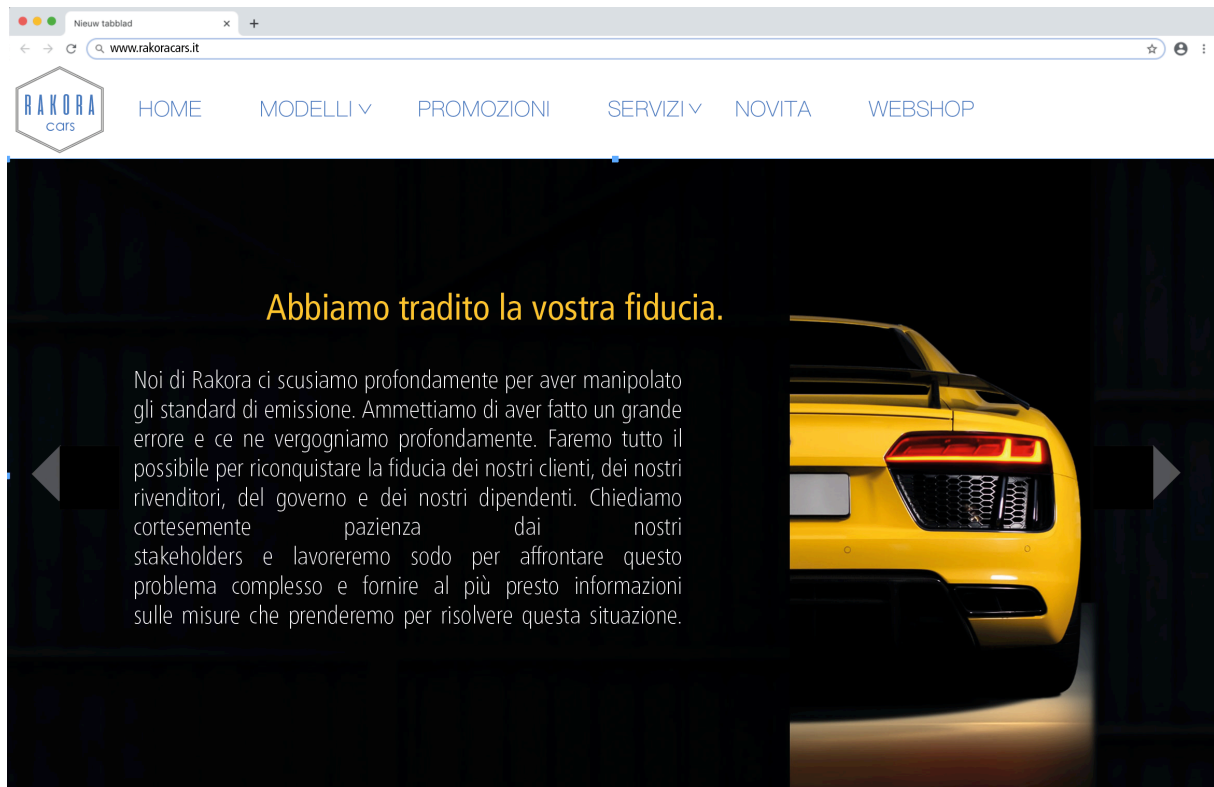 Nieuw tabblad
www.rakoracars.it
RAKORA
cars
HOME
MODELLI
PROMOZIONI
SERVIZI
NOVITA
WEBSHOP
Abbiamo tradito la vostra fiducia.
Noi di Rakora ci scusiamo profondamente per aver manipolato
gli standard di emissione. Ammettiamo di aver fatto un grande
errore e ce ne vergogniamo profondamente. Faremo tutto il
possibile per riconquistare la fiducia dei nostri clienti, dei nostri
rivenditori, del governo e dei nostri dipendenti. Chiediamo
cortesemente pazienza dai nostri
stakeholders e lavoreremo sodo per affrontare questo
problema complesso e fornire al più presto informazioni
sulle misure che prenderemo per risolvere questa situazione.